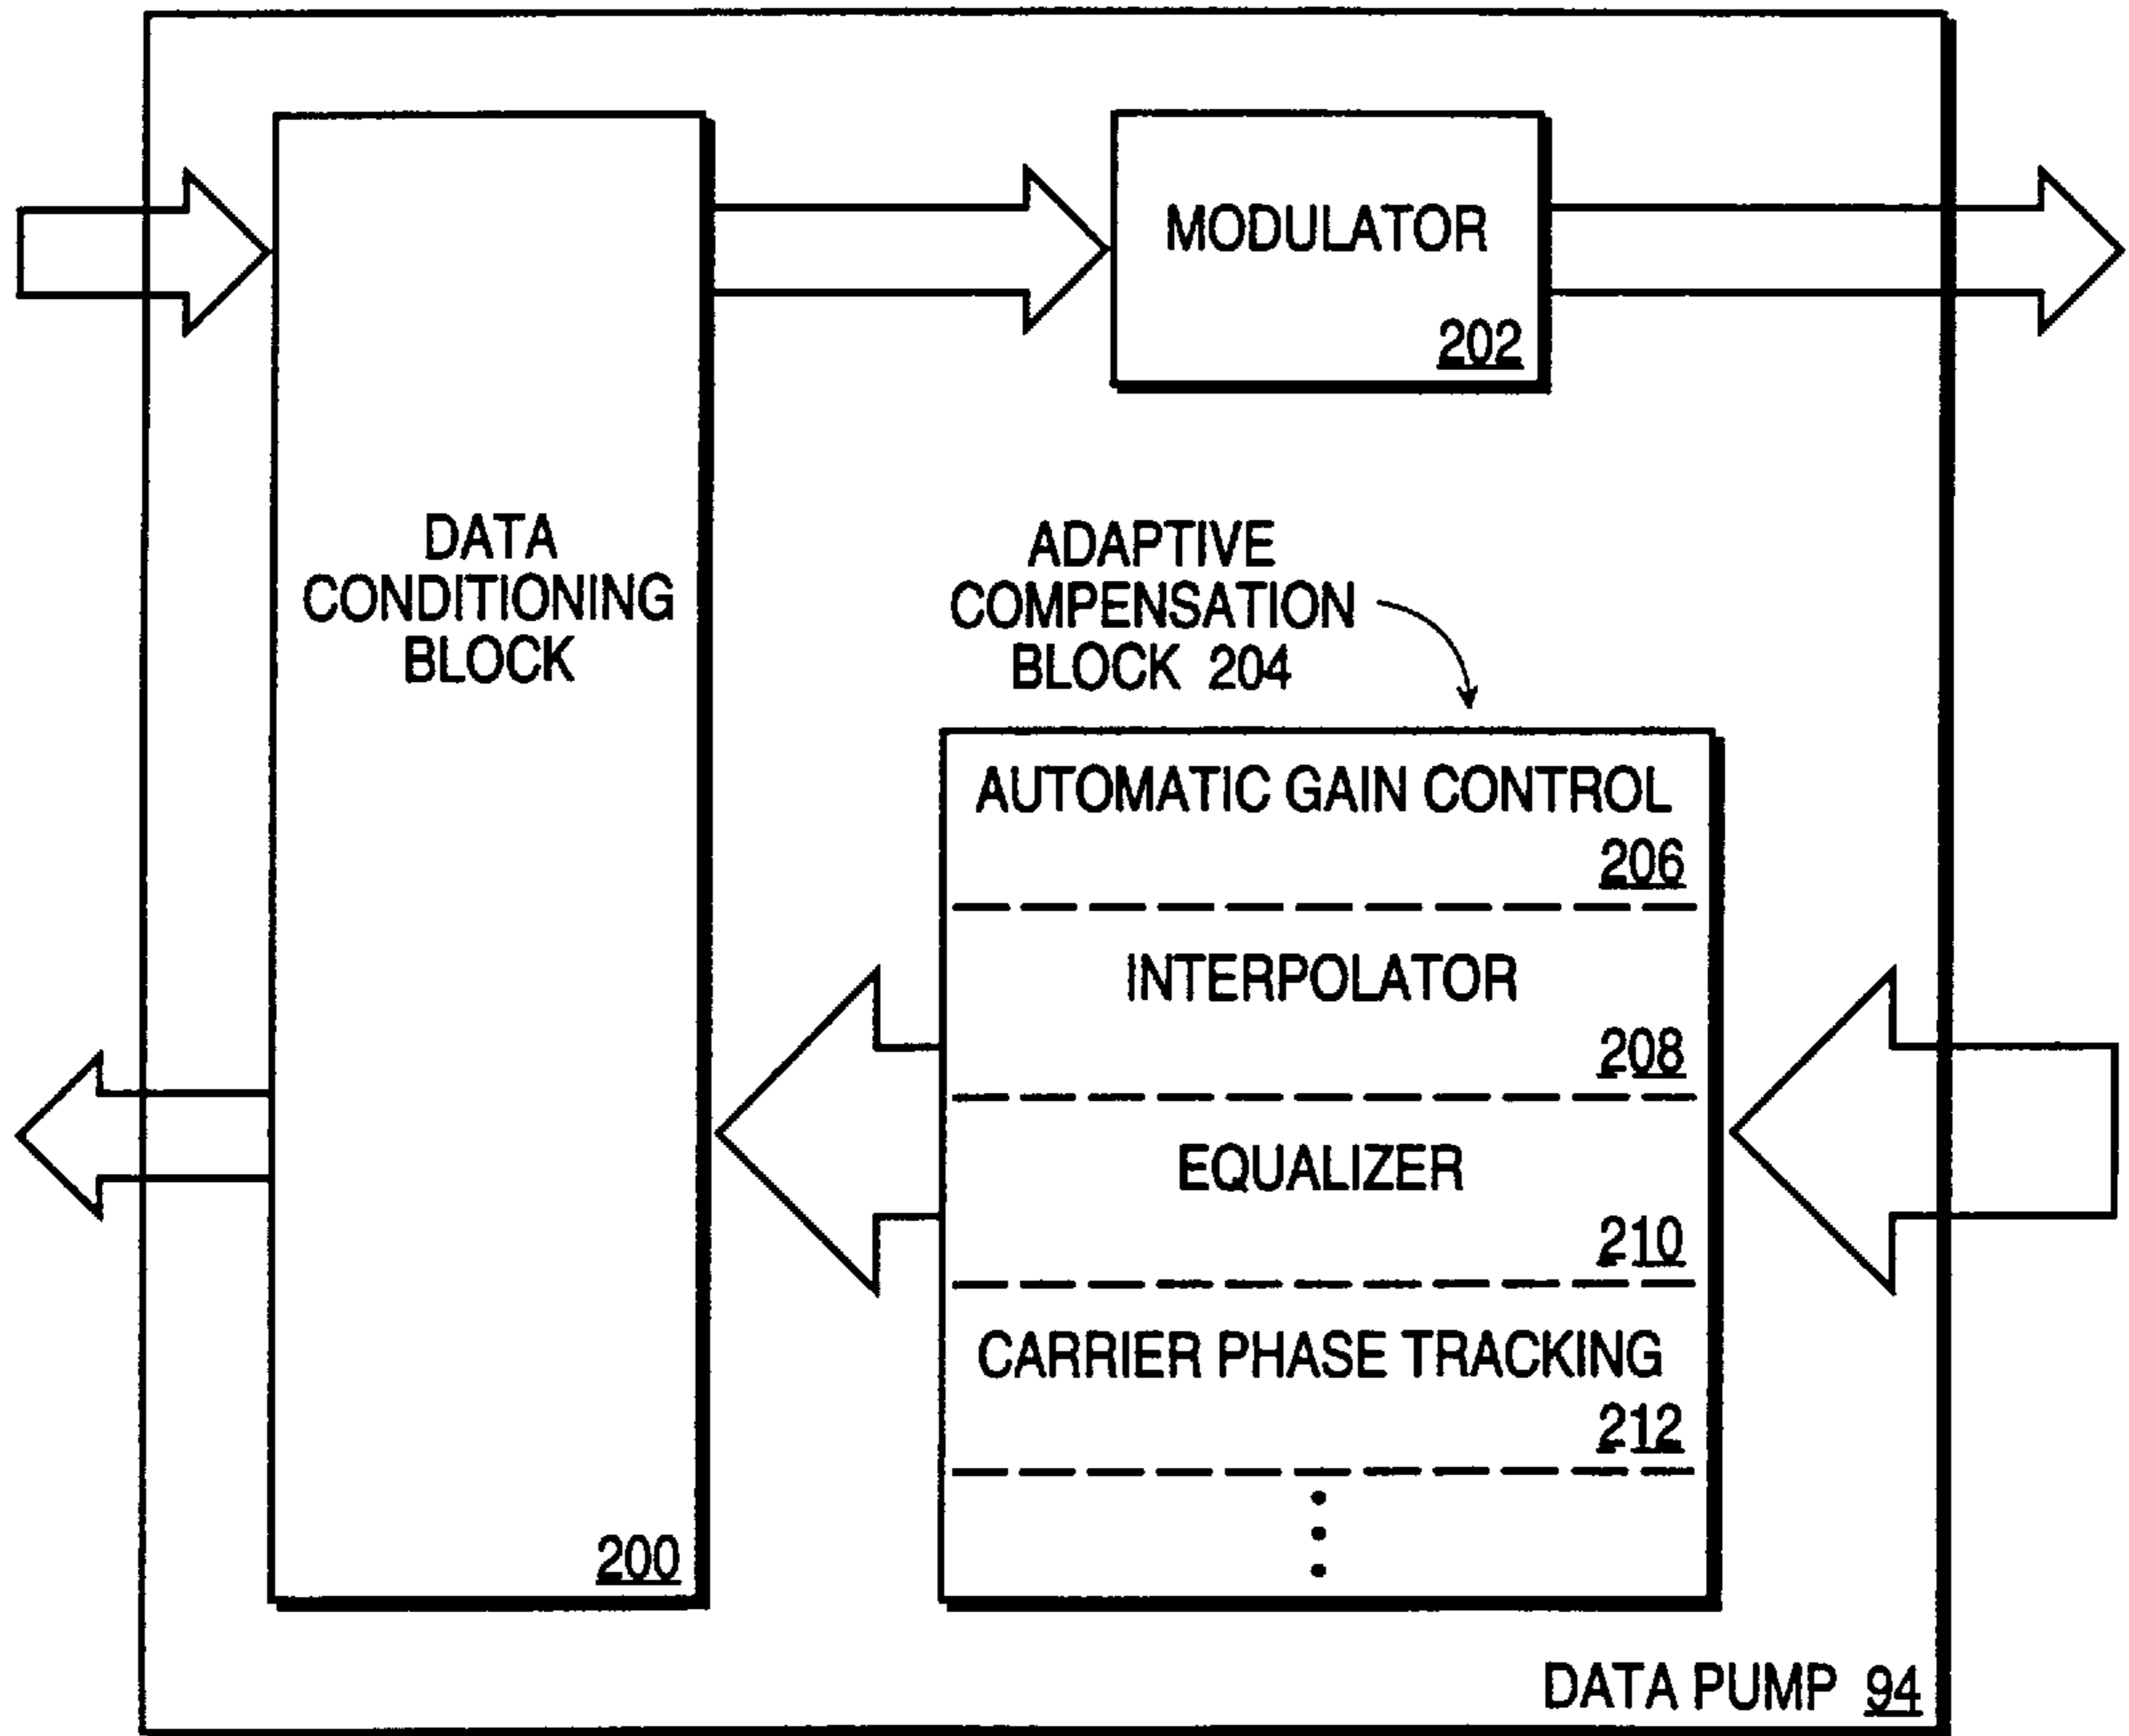 MODULATOR
202
DATA
CONDITIONING
BLOCK
200
ADAPTIVE
COMPENSATION
BLOCK 204
AUTOMATIC GAIN CONTROL
206
INTERPOLATOR
208
EQUALIZER
210
CARRIER PHASE TRACKING
212
DATA PUMP 94